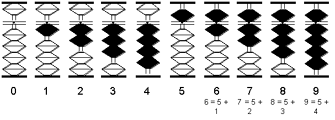 0 1 2 3 4 5 6 7 8 9
6 = 5 + 1 7 = 5 + 2 8 = 5 + 3 9 = 5 + 4